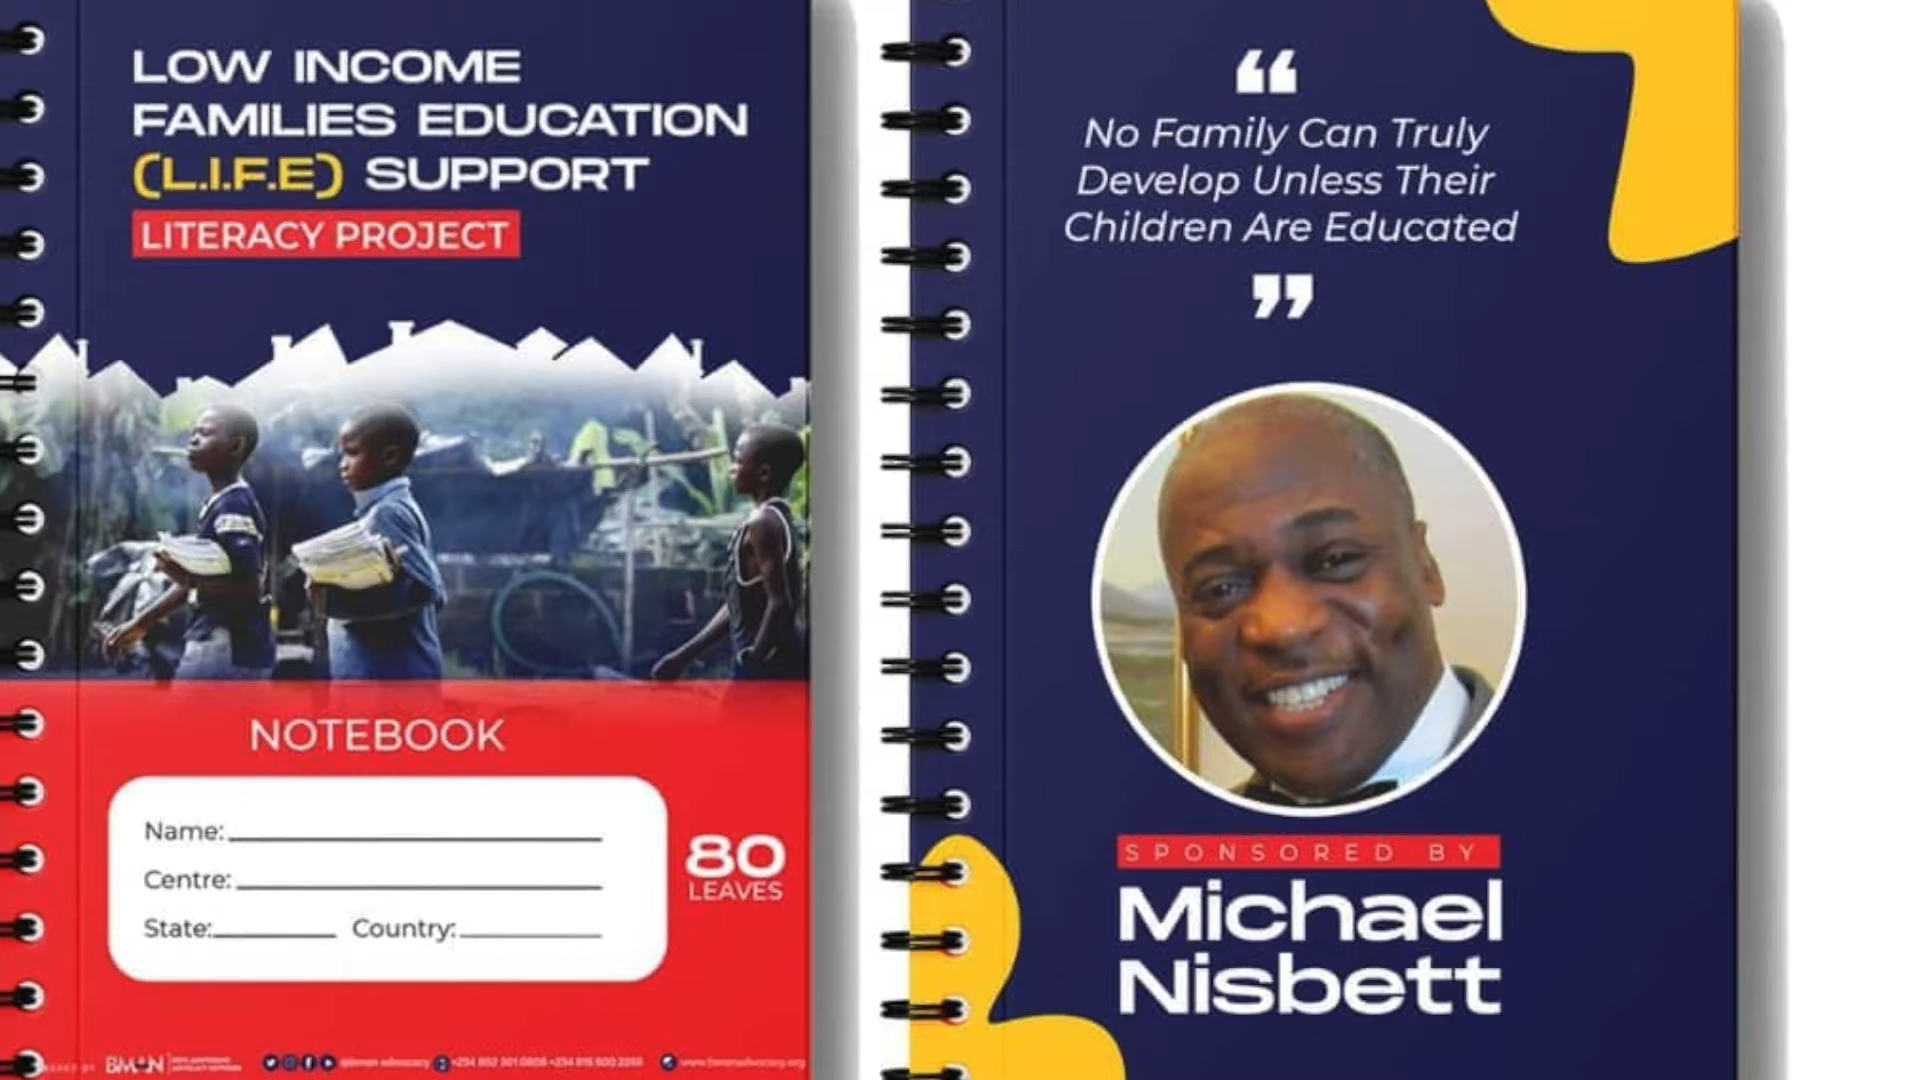 LOW INCOME
FAMILIES EDUCATION
(L.I.F.E) SUPPORT
LITERACY PROJECT
NOTEBOOK
Name:
Centre:
State: Country:
80
LEAVES
BMAN
“
No Family Can Truly
Develop Unless Their
Children Are Educated
”
SPONSORED BY
Michael
Nisbett